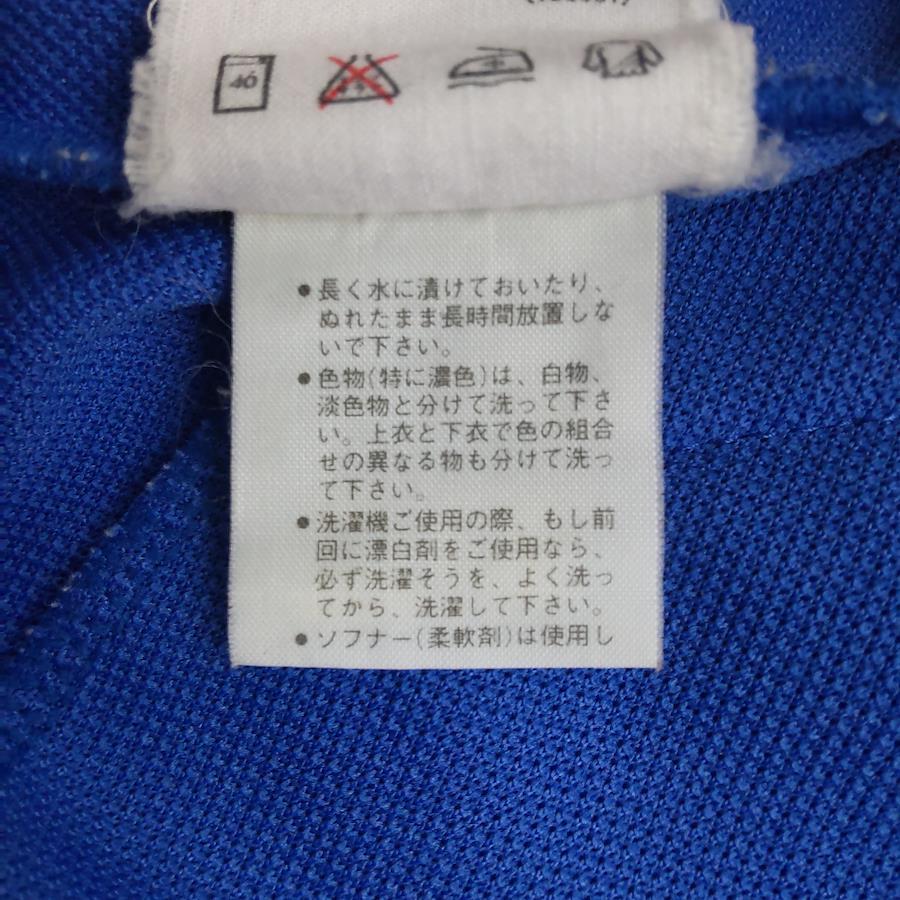 40
●長く水に漬けておいたり、
ぬれたまま長時間放置しな
いで下さい。
●色物(特に濃色)は、白物、
淡色物と分けて洗って下さ
い。上衣と下衣で色の組合
せの異なる物も分けて洗っ
て下さい。
●洗濯機ご使用の際、もし前
回に漂白剤をご使用なら、
必ず洗濯そうを、よく洗っ
てから、洗濯して下さい。
●ソフナー(柔軟剤)は使用し